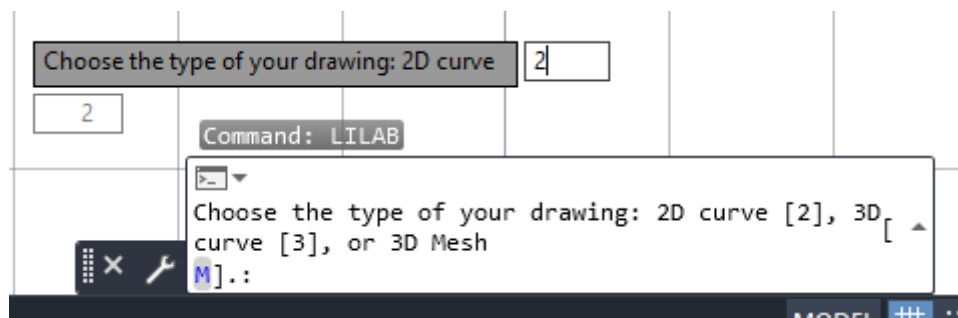 Choose the type of your drawing: 2D curve 2
2
Command: LILAB
Choose the type of your drawing: 2D curve [2], 3D [
curve [3], or 3D Mesh
M].:
MODEL